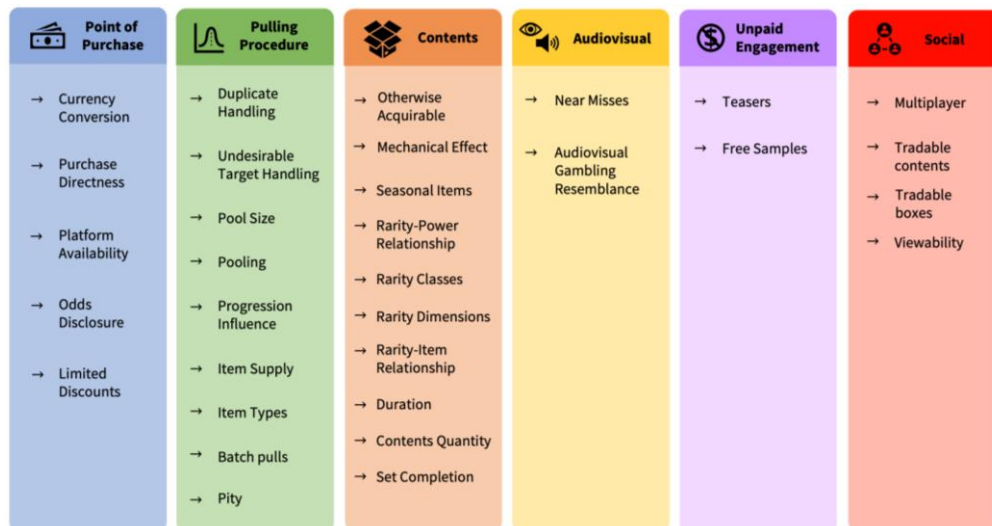 Point of
Purchase
→ Currency
Conversion
→ Purchase
Directness
→ Platform
Availability
→ Odds
Disclosure
→ Limited
Discounts
Pulling
Procedure
→ Duplicate
Handling
→ Undesirable
Target Handling
→ Pool Size
→ Pooling
→ Progression
Influence
→ Item Supply
→ Item Types
→ Batch pulls
→ Pity
Contents
→ Otherwise
Acquirable
→ Mechanical Effect
→ Seasonal Items
→ Rarity-Power
Relationship
→ Rarity Classes
→ Rarity Dimensions
→ Rarity-Item
Relationship
→ Duration
→ Contents Quantity
→ Set Completion
Audiovisual
→ Near Misses
→ Audiovisual
Gambling
Resemblance
Unpaid
Engagement
→ Teasers
→ Free Samples
Social
→ Multiplayer
→ Tradable
contents
→ Tradable
boxes
→ Viewability